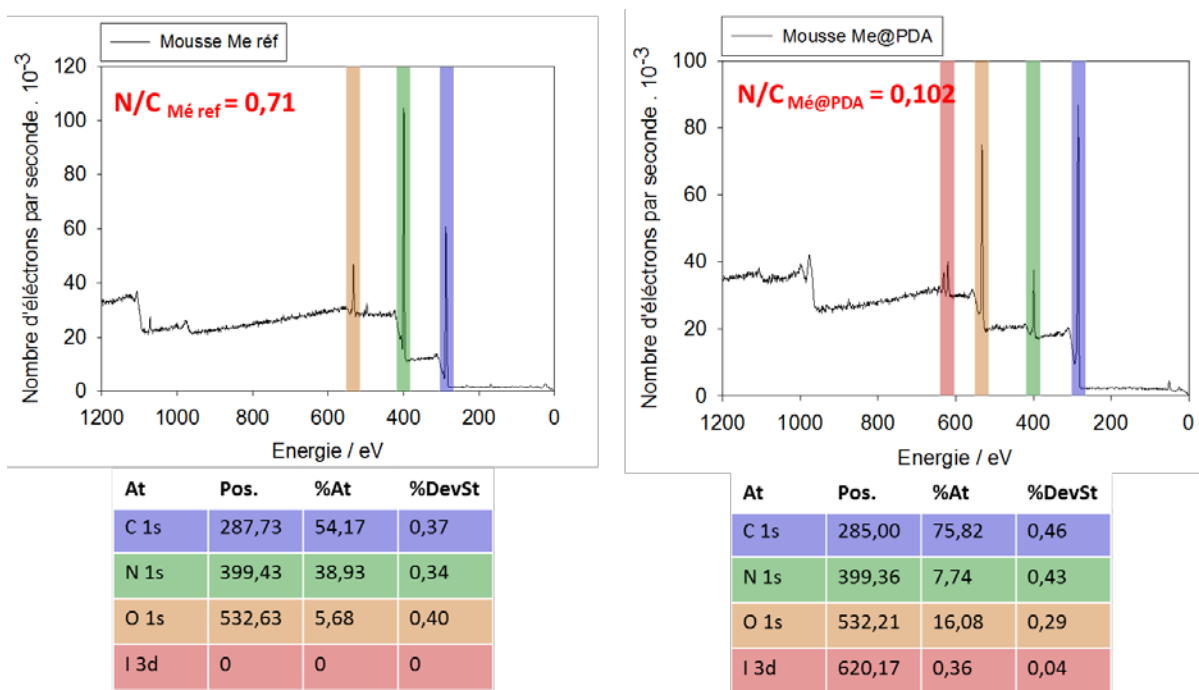 Mousse Me réf
N/C Mé ref = 0,71
Nombre d'éléctrons par seconde . 10-3
120
100
80
60
40
20
0
1200 1000 800 600 400 200 0
Energie / eV
At Pos. %At %DevSt
C 1s 287,73 54,17 0,37
N 1s 399,43 38,93 0,34
O 1s 532,63 5,68 0,40
I 3d 0 0 0
Mousse Me@PDA
N/C Mé@PDA = 0,102
Nombre d'éléctrons par seconde . 10-3
100
80
60
40
20
0
1200 1000 800 600 400 200 0
Energie / eV
At Pos. %At %DevSt
C 1s 285,00 75,82 0,46
N 1s 399,36 7,74 0,43
O 1s 532,21 16,08 0,29
I 3d 620,17 0,36 0,04